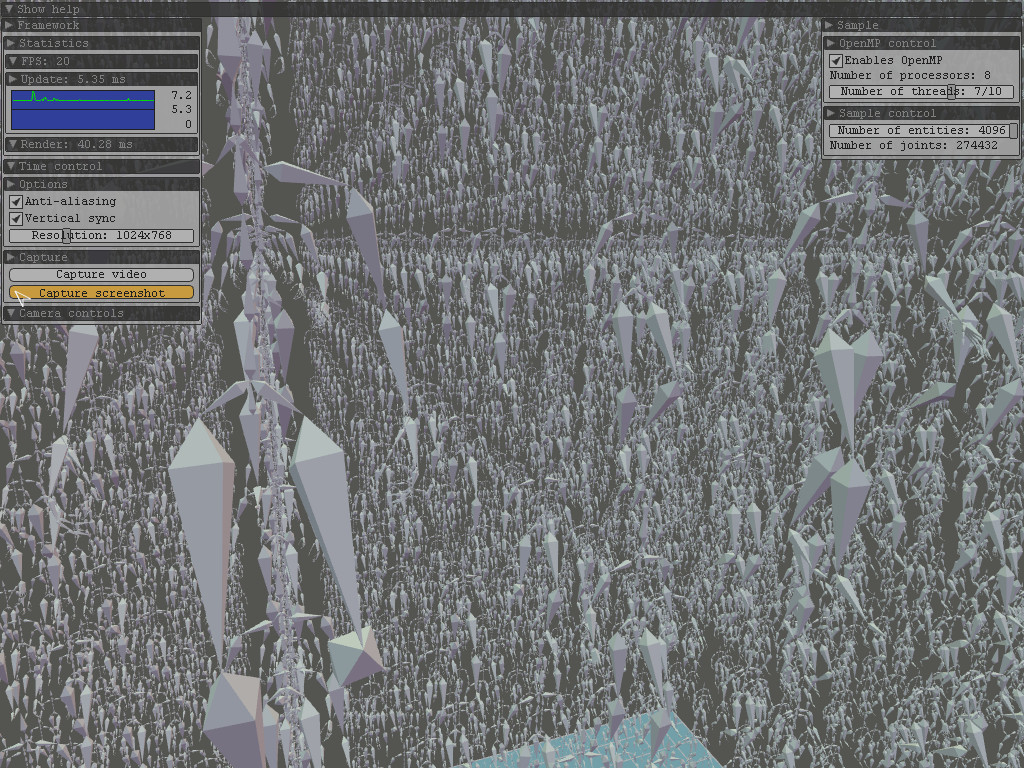 Show help
Framework
Statistics
FPS: 20
Update: 5.35 ms
7.2
5.3
0
Render: 40.28 ms
Time control
Options
Anti-aliasing
Vertical sync
Resolution: 1024x768
Capture
Capture video
Capture screenshot
Camera controls
Sample
OpenMP control
Enables OpenMP
Number of processors: 8
Number of threads: 7/10
Sample control
Number of entities: 4096
Number of joints: 274432